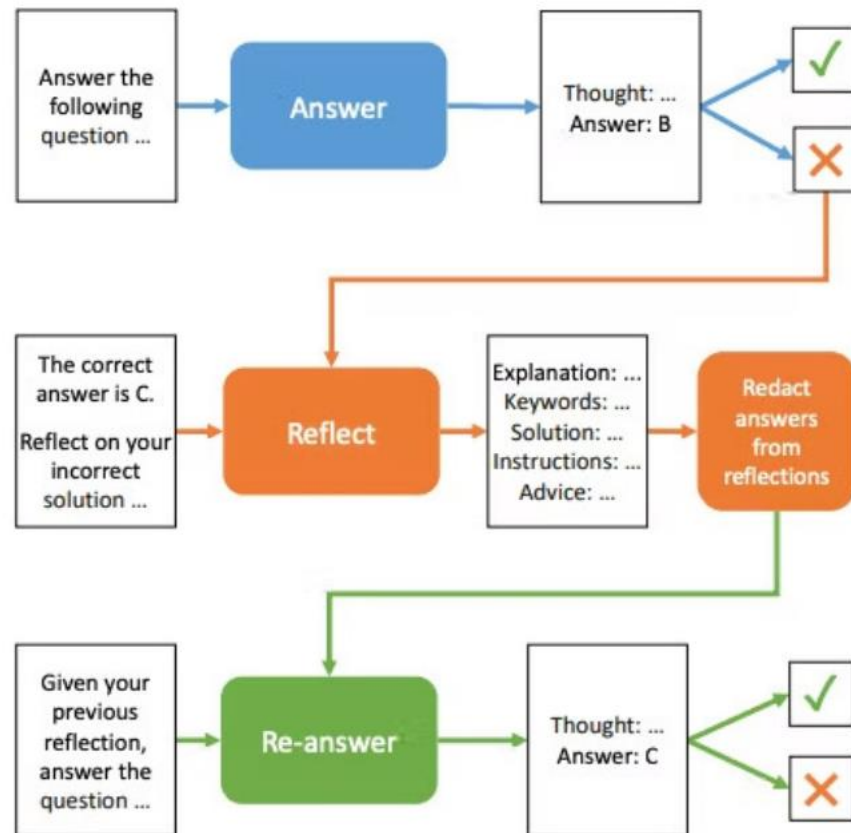 Answer the
following
question ...
Answer
Thought: ...
Answer: B
The correct
answer is C.
Reflect on your
incorrect
solution ...
Reflect
Explanation: ...
Keywords: ...
Solution: ...
Instructions: ...
Advice: ...
Redact
answers
from
reflections
Given your
previous
reflection,
answer the
question ...
Re-answer
Thought: ...
Answer: C